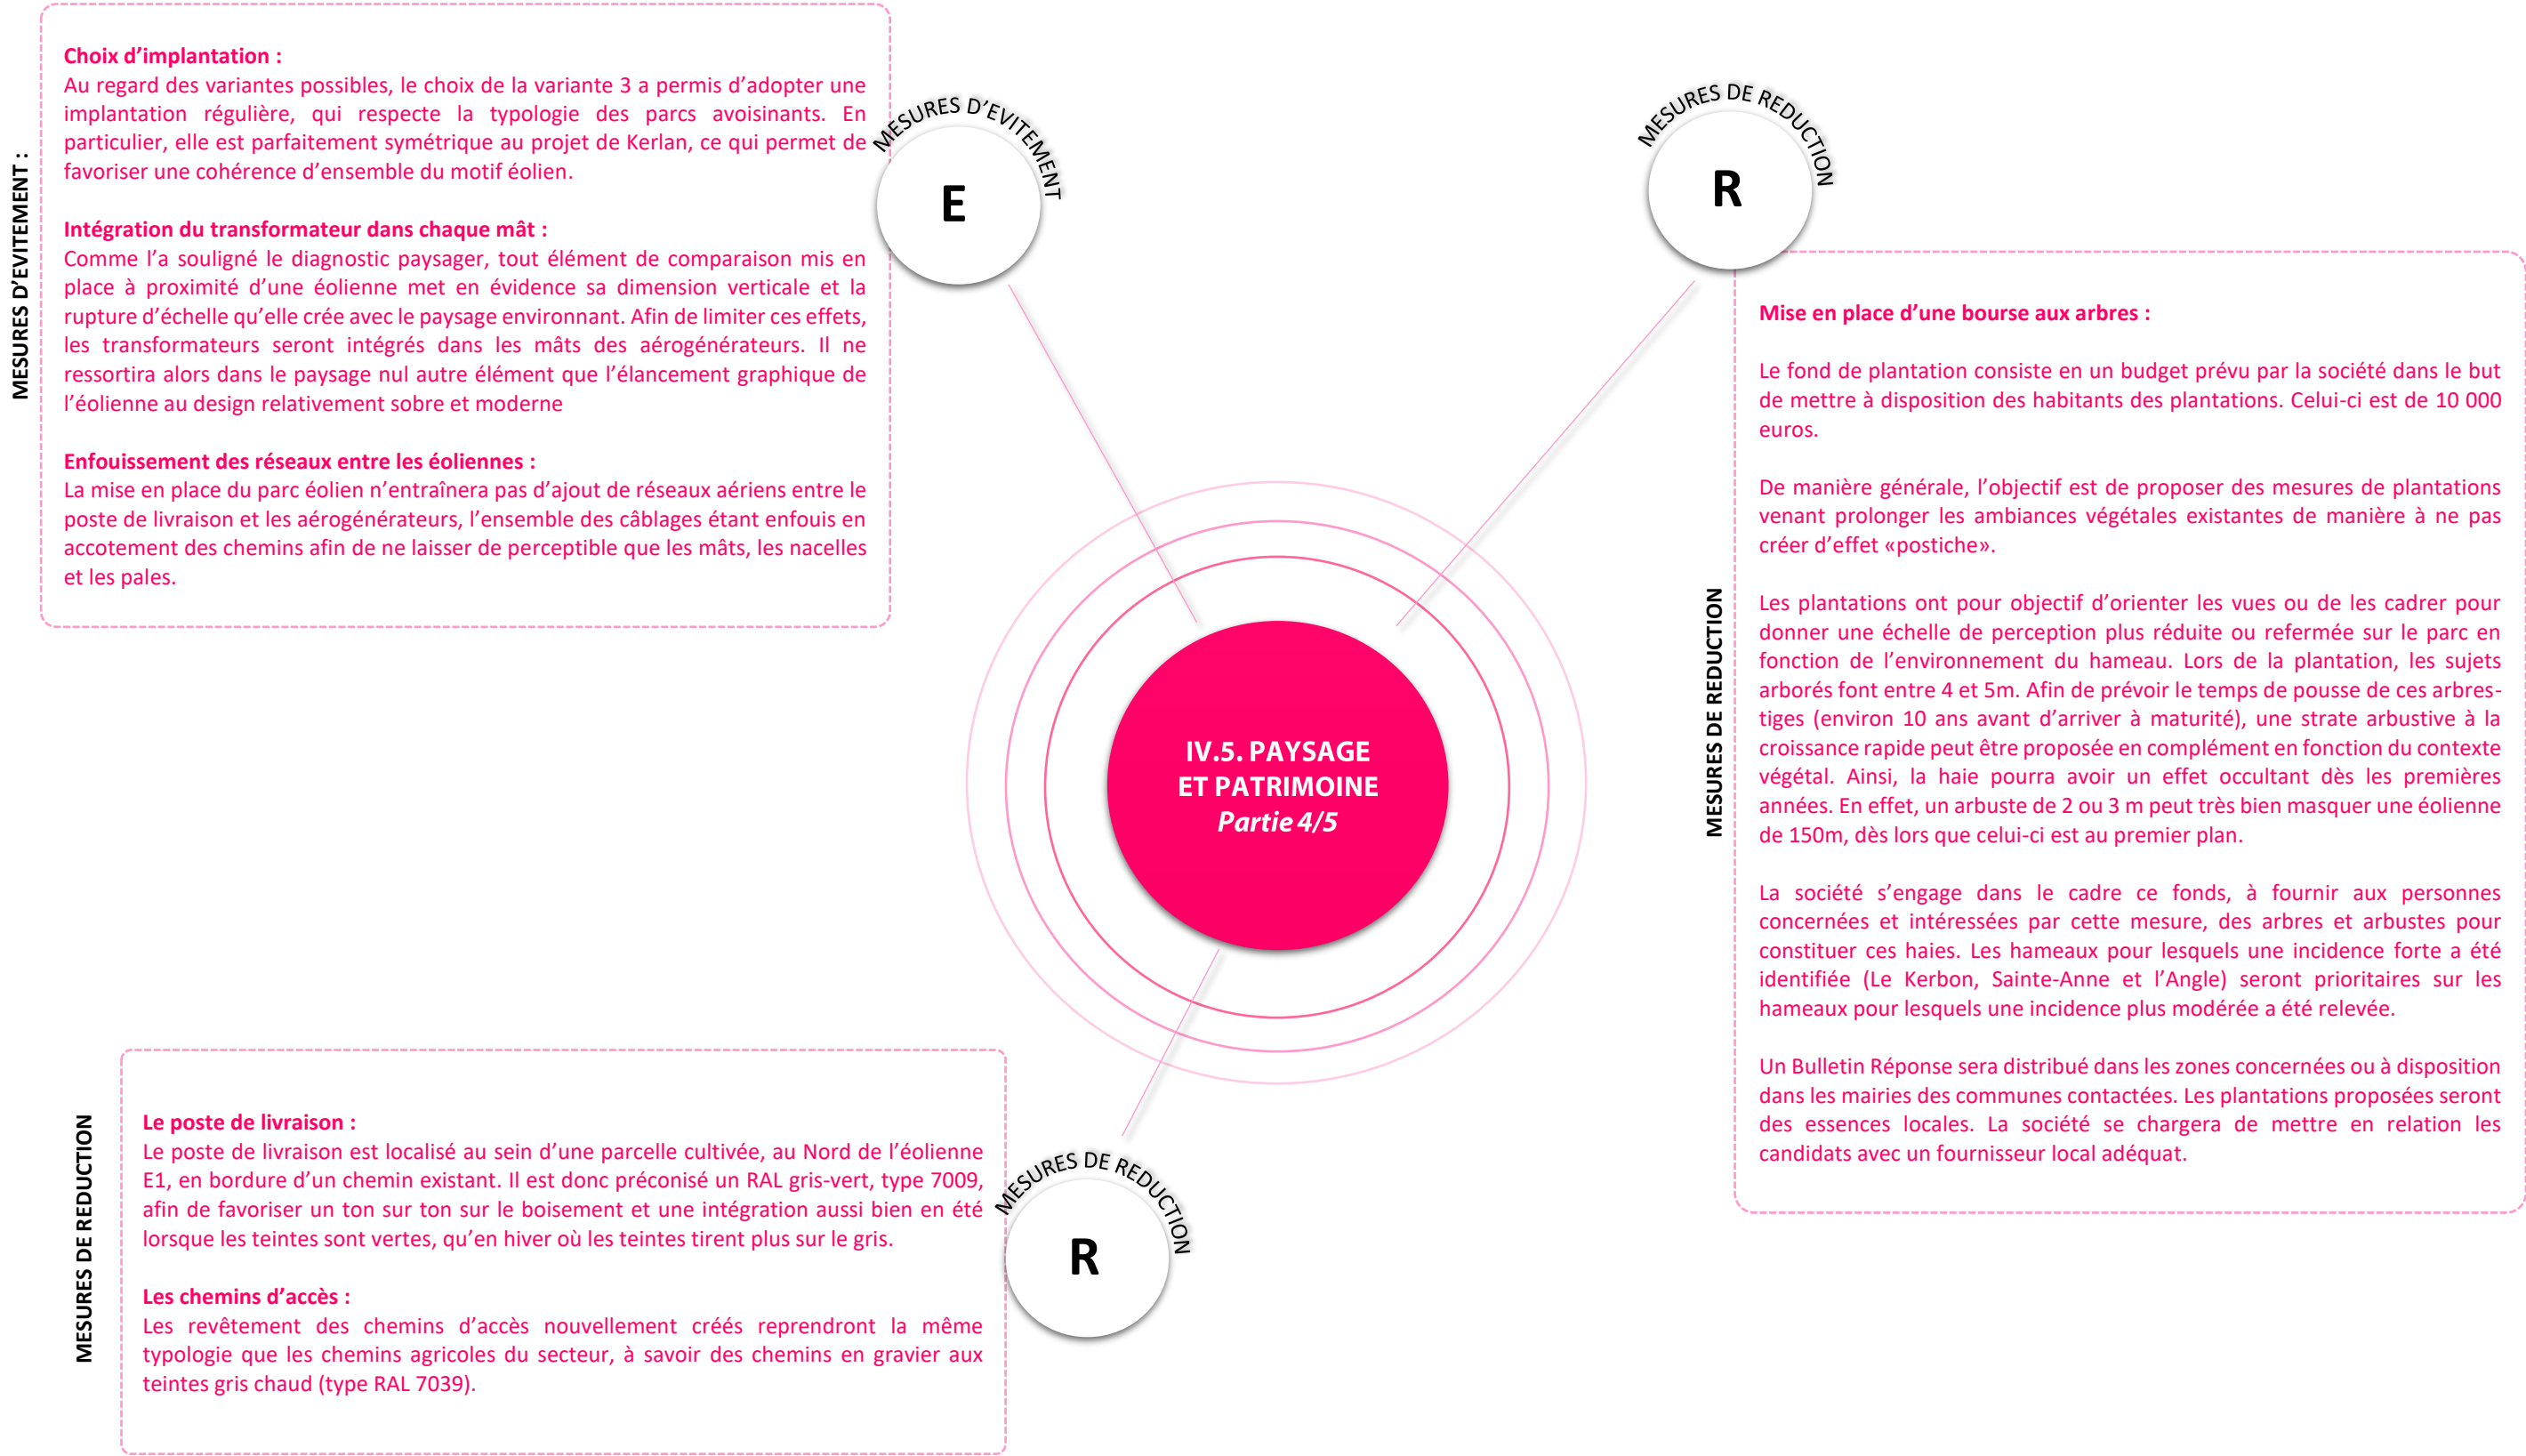 MESURES D’EVITEMENT :
Choix d’implantation :
Au regard des variantes possibles, le choix de la variante 3 a permis d’adopter une
implantation régulière, qui respecte la typologie des parcs avoisinants. En
particulier, elle est parfaitement symétrique au projet de Kerlan, ce qui permet de
favoriser une cohérence d’ensemble du motif éolien.
Intégration du transformateur dans chaque mât :
Comme l’a souligné le diagnostic paysager, tout élément de comparaison mis en
place à proximité d’une éolienne met en évidence sa dimension verticale et la
rupture d’échelle qu’elle crée avec le paysage environnant. Afin de limiter ces effets,
les transformateurs seront intégrés dans les mâts des aérogénérateurs. Il ne
ressortira alors dans le paysage nul autre élément que l’élancement graphique de
l’éolienne au design relativement sobre et moderne
Enfouissement des réseaux entre les éoliennes :
La mise en place du parc éolien n’entraînera pas d’ajout de réseaux aériens entre le
poste de livraison et les aérogénérateurs, l’ensemble des câblages étant enfouis en
accotement des chemins afin de ne laisser de perceptible que les mâts, les nacelles
et les pales.
MESURES D’EVITEMENT
E
MESURES DE REDUCTION
R
MESURES DE REDUCTION
Mise en place d’une bourse aux arbres :
Le fond de plantation consiste en un budget prévu par la société dans le but
de mettre à disposition des habitants des plantations. Celui-ci est de 10 000
euros.
De manière générale, l’objectif est de proposer des mesures de plantations
venant prolonger les ambiances végétales existantes de manière à ne pas
créer d’effet «postiche».
Les plantations ont pour objectif d’orienter les vues ou de les cadrer pour
donner une échelle de perception plus réduite ou refermée sur le parc en
fonction de l’environnement du hameau. Lors de la plantation, les sujets
arborés font entre 4 et 5m. Afin de prévoir le temps de pousse de ces arbres-
tiges (environ 10 ans avant d’arriver à maturité), une strate arbustive à la
croissance rapide peut être proposée en complément en fonction du contexte
végétal. Ainsi, la haie pourra avoir un effet occultant dès les premières
années. En effet, un arbuste de 2 ou 3 m peut très bien masquer une éolienne
de 150m, dès lors que celui-ci est au premier plan.
La société s’engage dans le cadre ce fonds, à fournir aux personnes
concernées et intéressées par cette mesure, des arbres et arbustes pour
constituer ces haies. Les hameaux pour lesquels une incidence forte a été
identifiée (Le Kerbon, Sainte-Anne et l’Angle) seront prioritaires sur les
hameaux pour lesquels une incidence plus modérée a été relevée.
Un Bulletin Réponse sera distribué dans les zones concernées ou à disposition
dans les mairies des communes contactées. Les plantations proposées seront
des essences locales. La société se chargera de mettre en relation les
candidats avec un fournisseur local adéquat.
IV.5. PAYSAGE
ET PATRIMOINE
Partie 4/5
MESURES DE REDUCTION
Le poste de livraison :
Le poste de livraison est localisé au sein d’une parcelle cultivée, au Nord de l’éolienne
E1, en bordure d’un chemin existant. Il est donc préconisé un RAL gris-vert, type 7009,
afin de favoriser un ton sur ton sur le boisement et une intégration aussi bien en été
lorsque les teintes sont vertes, qu’en hiver où les teintes tirent plus sur le gris.
Les chemins d’accès :
Les revêtement des chemins d’accès nouvellement créés reprendront la même
typologie que les chemins agricoles du secteur, à savoir des chemins en gravier aux
teintes gris chaud (type RAL 7039).
MESURES DE REDUCTION
R